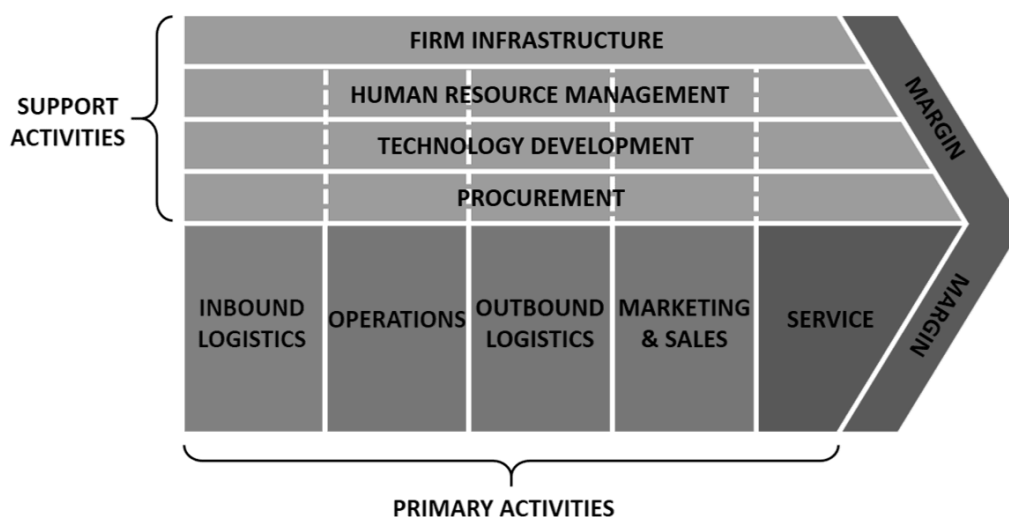 FIRM INFRASTRUCTURE
HUMAN RESOURCE MANAGEMENT
TECHNOLOGY DEVELOPMENT
PROCUREMENT
SUPPORT
ACTIVITIES
MARGIN
MARGIN
INBOUND
LOGISTICS
OPERATIONS
OUTBOUND
LOGISTICS
MARKETING
& SALES
SERVICE
PRIMARY ACTIVITIES